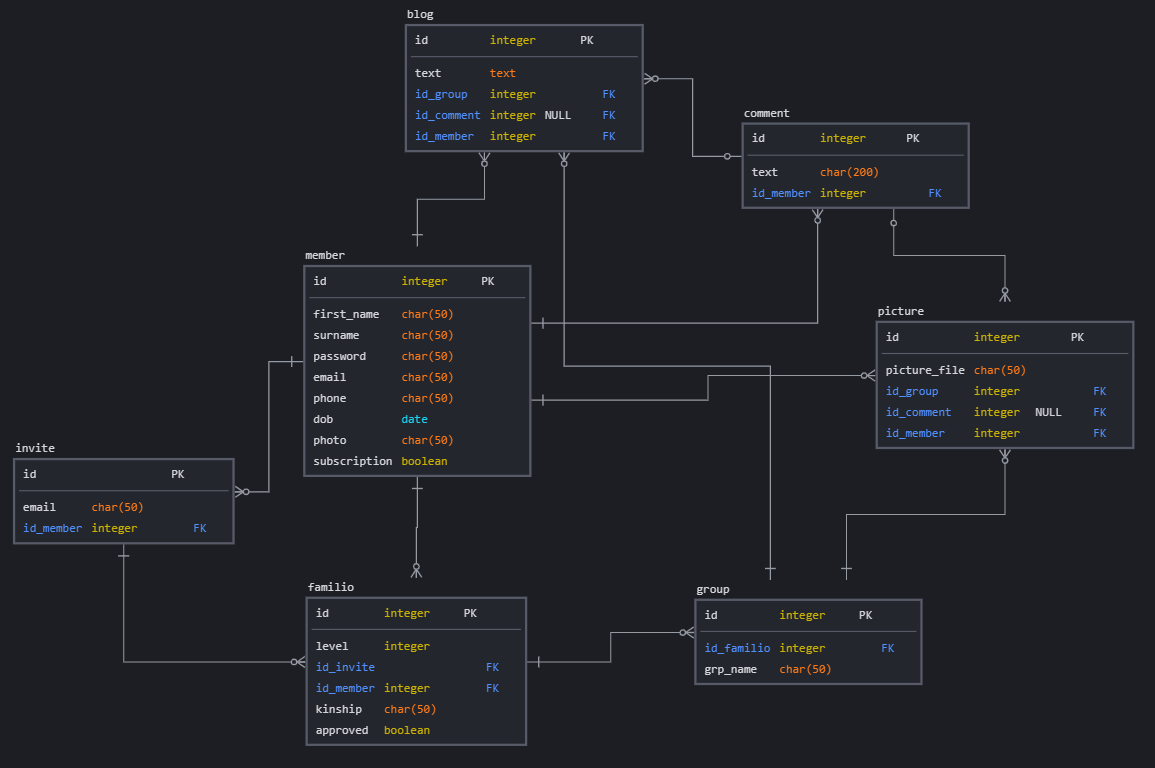 blog
id integer PK
text text
id_group integer FK
id_comment integer NULL FK
id_member integer FK
comment
id integer PK
text char(200)
id_member integer FK
member
id integer PK
first_name char(50)
surname char(50)
password char(50)
email char(50)
phone char(50)
dob date
photo char(50)
subscription boolean
picture
id integer PK
picture_file char(50)
id_group integer FK
id_comment integer NULL FK
id_member integer FK
invite
id PK
email char(50)
id_member integer FK
familio
id integer PK
level integer
id_invite FK
id_member integer FK
kinship char(50)
approved boolean
group
id integer PK
id_familio integer FK
grp_name char(50)